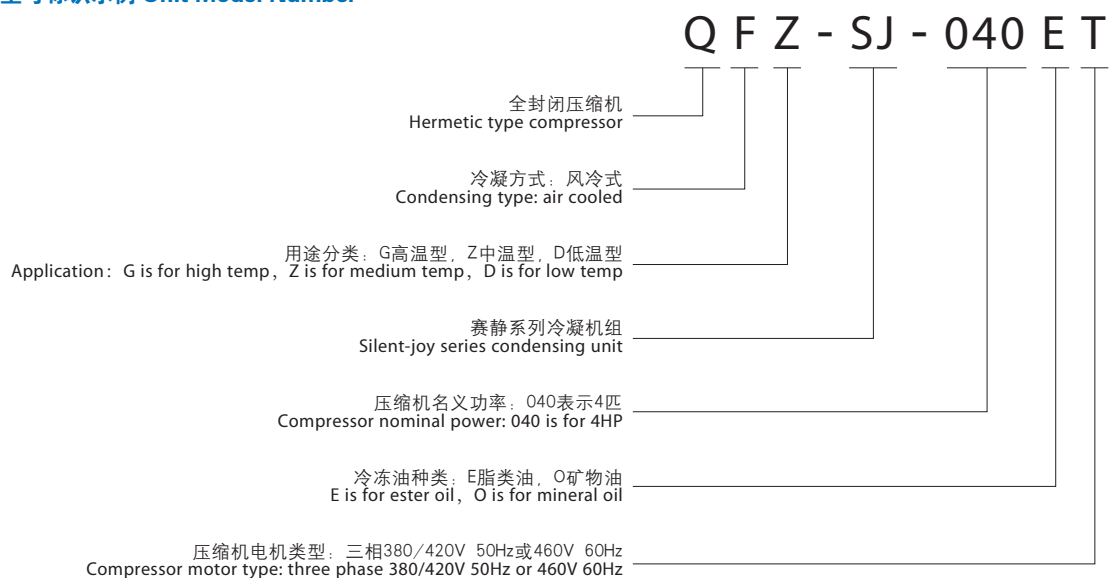 Q F Z - SJ - 040 E T
全封闭压缩机
Hermetic type compressor
冷凝方式：风冷式
Condensing type: air cooled
用途分类：G高温型，Z中温型，D低温型
Application：G is for high temp，Z is for medium temp，D is for low temp
赛静系列冷凝机组
Silent-joy series condensing unit
压缩机名义功率：040表示4匹
Compressor nominal power: 040 is for 4HP
冷冻油种类：E脂类油，O矿物油
E is for ester oil，O is for mineral oil
压缩机电机类型：三相380/420V 50Hz或460V 60Hz
Compressor motor type: three phase 380/420V 50Hz or 460V 60Hz